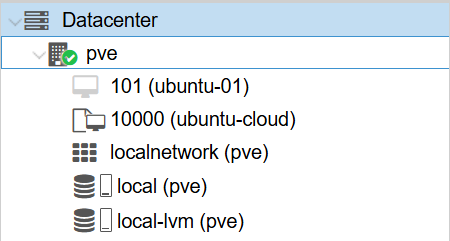 Datacenter
pve
101 (ubuntu-01)
10000 (ubuntu-cloud)
localnetwork (pve)
local (pve)
local-lvm (pve)